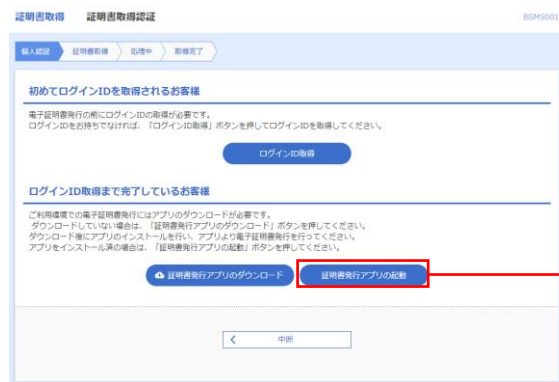 証明書取得 証明書取得認証 BSMS001
個人認証 証明書取得 処理中 取得完了
初めてログインIDを取得されるお客様
電子証明書発行の前にログインIDの取得が必要です。
ログインIDをお持ちでなければ、「ログインID取得」ボタンを押してログインIDを取得してください。
ログインID取得
ログインID取得まで完了しているお客様
ご利用環境での電子証明書発行にはアプリのダウンロードが必要です。
ダウンロードしていない場合は、「証明書発行アプリのダウンロード」ボタンを押してください。
ダウンロード後にアプリのインストールを行い、アプリより電子証明書発行を行ってください。
アプリをインストール済の場合は、「証明書発行アプリの起動」ボタンを押してください。
証明書発行アプリのダウンロード 証明書発行アプリの起動
中断